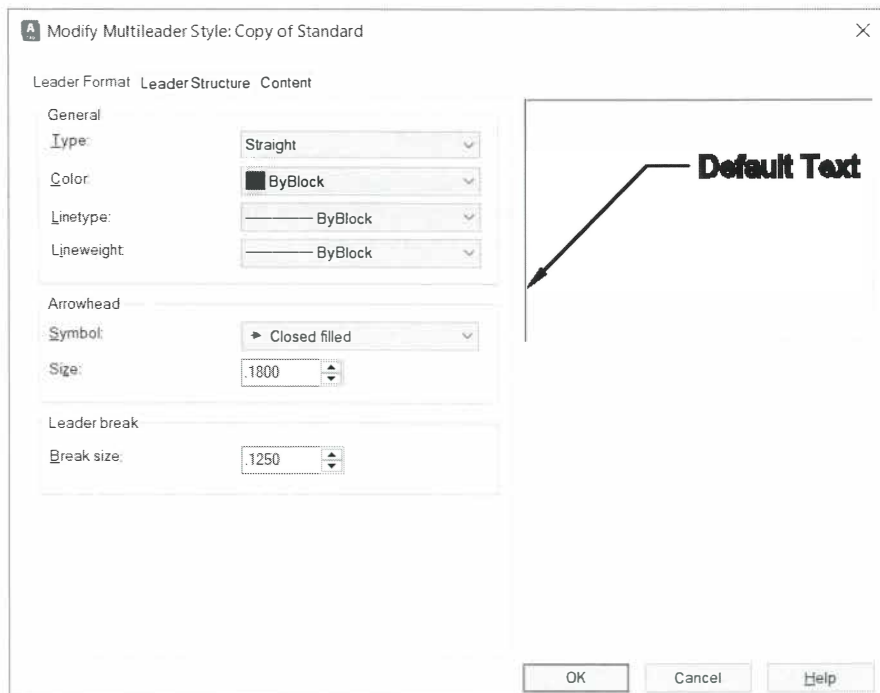 Modify Multileader Style: Copy of Standard
Leader Format Leader Structure Content
General
Type: Straight
Color: ByBlock
Linetype: ByBlock
Lineweight: ByBlock
Default Text
Arrowhead
Symbol: Closed filled
Size: .1800
Leader break
Break size: .1250
OK Cancel Help